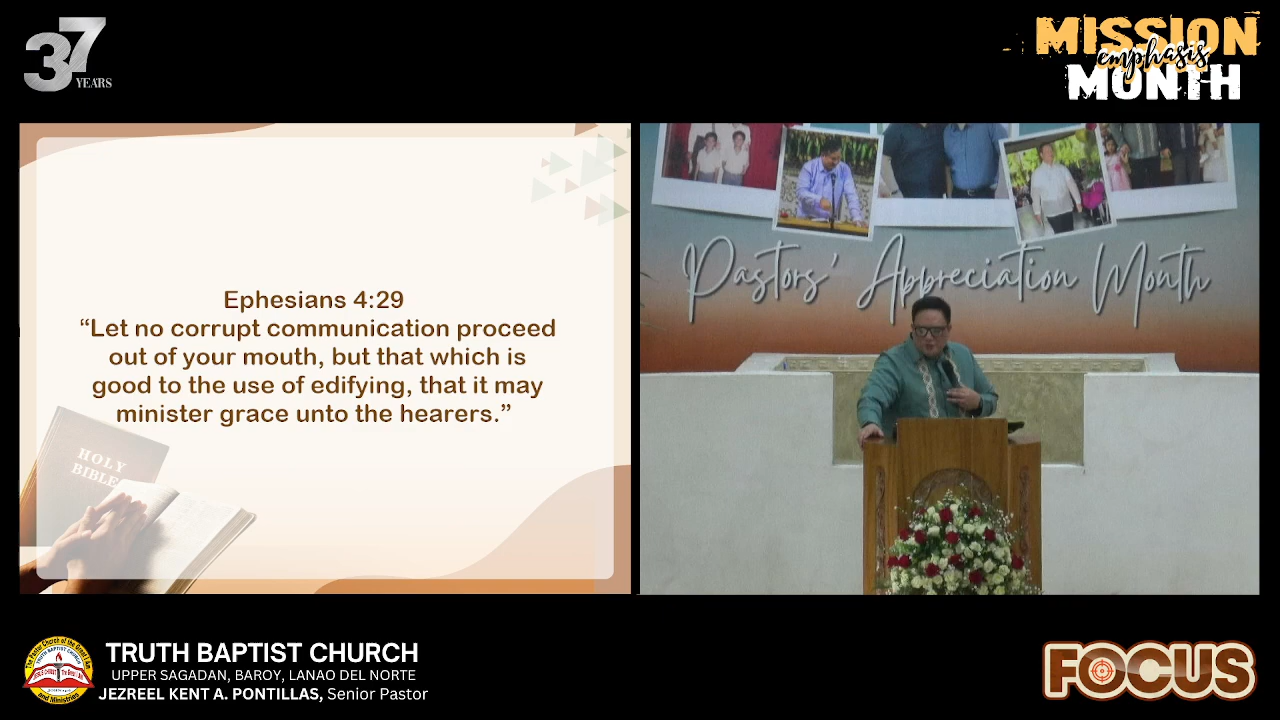 37
YEARS
MISSION
emphasis
MONTH
Ephesians 4:29
“Let no corrupt communication proceed
out of your mouth, but that which is
good to the use of edifying, that it may
minister grace unto the hearers.”
HOLY
BIBLE
Pastors' Appreciation Month
TRUTH BAPTIST CHURCH
UPPER SAGADAN, BAROY, LANAO DEL NORTE
JEZREEL KENT A. PONTILLAS, Senior Pastor
FOCUS